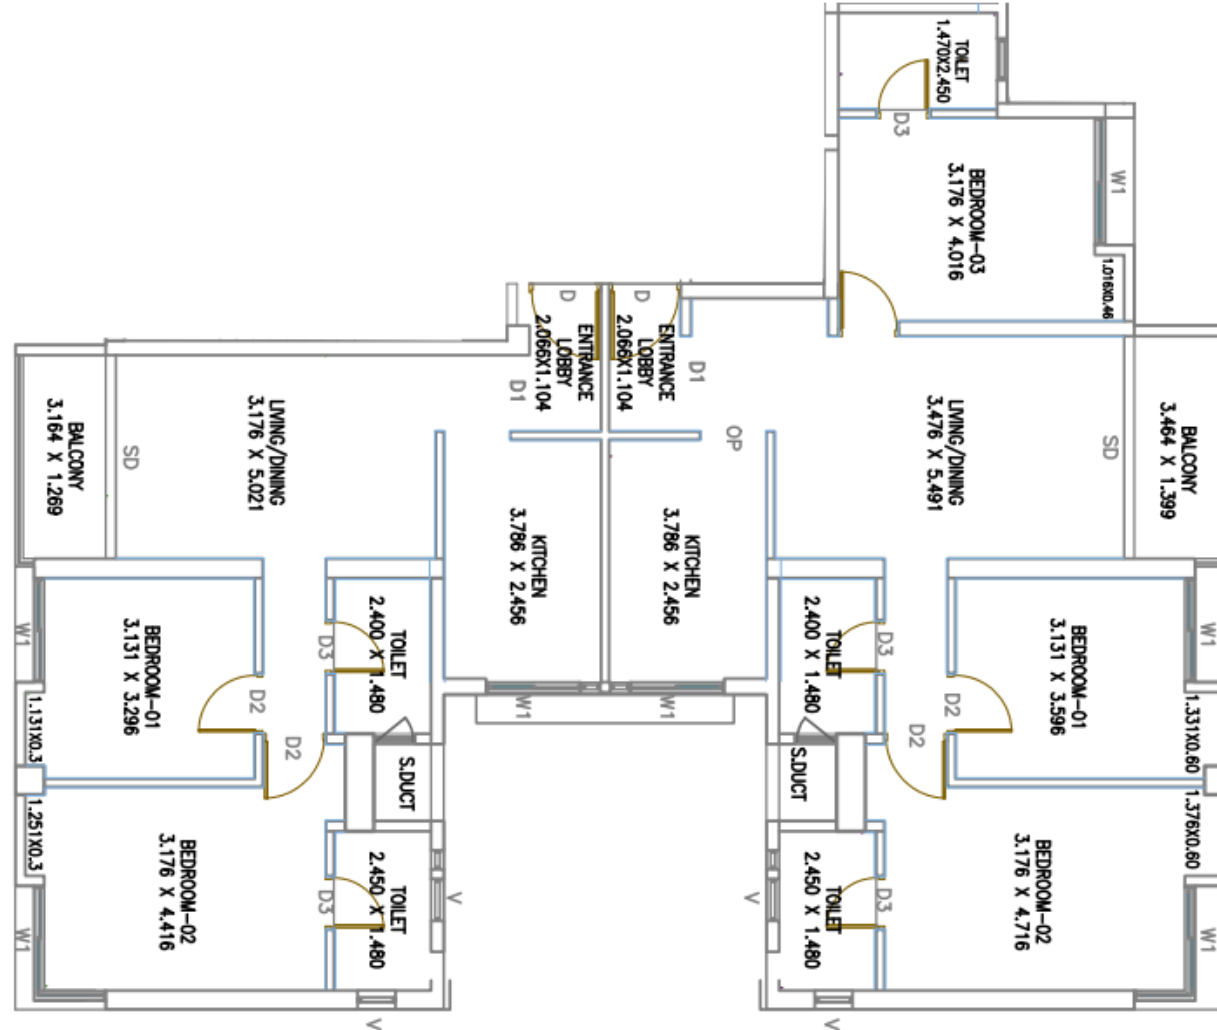 TOILET
1.470X2.450
D3
BEDROOM-03
3.176 X 4.016
W1
1.016X0.46
D
ENTRANCE
LOBBY
2.066X1.104
D1
D
ENTRANCE
LOBBY
2.066X1.104
D1
OP
BALCONY
3.164 X 1.269
SD
LIVING/DINING
3.176 X 5.021
KITCHEN
3.786 X 2.456
KITCHEN
3.786 X 2.456
LIVING/DINING
3.476 X 5.491
SD
BALCONY
3.464 X 1.399
W1
BEDROOM-01
3.131 X 3.296
D2
D3
TOILET
2.400 X 1.480
W1
W1
TOILET
2.400 X 1.480
D3
D2
BEDROOM-01
3.131 X 3.596
W1
1.131X0.3
D2
S.DUCT
S.DUCT
D2
1.331X0.60
1.251X0.3
BEDROOM-02
3.176 X 4.416
D3
TOILET
2.450 X 1.480
V
V
TOILET
2.450 X 1.480
D3
BEDROOM-02
3.176 X 4.716
1.376X0.60
W1
W1
V
V